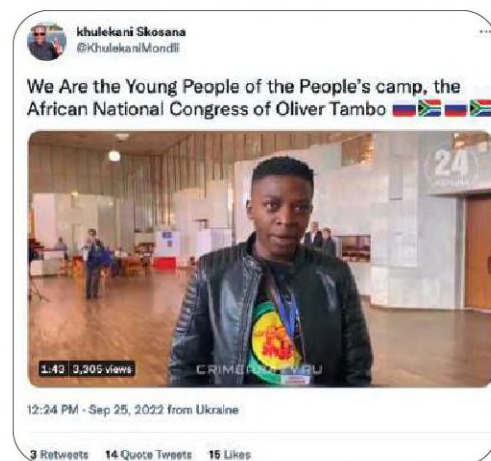 khulekani Skosana
@KhulekaniMondli
We Are the Young People of the People's camp, the
African National Congress of Oliver Tambo 🇷🇺🇿🇦🇷🇺🇿🇦
24
1:43 3,305 views
12:24 PM · Sep 25, 2022 from Ukraine
3 Retweets 14 Quote Tweets 15 Likes